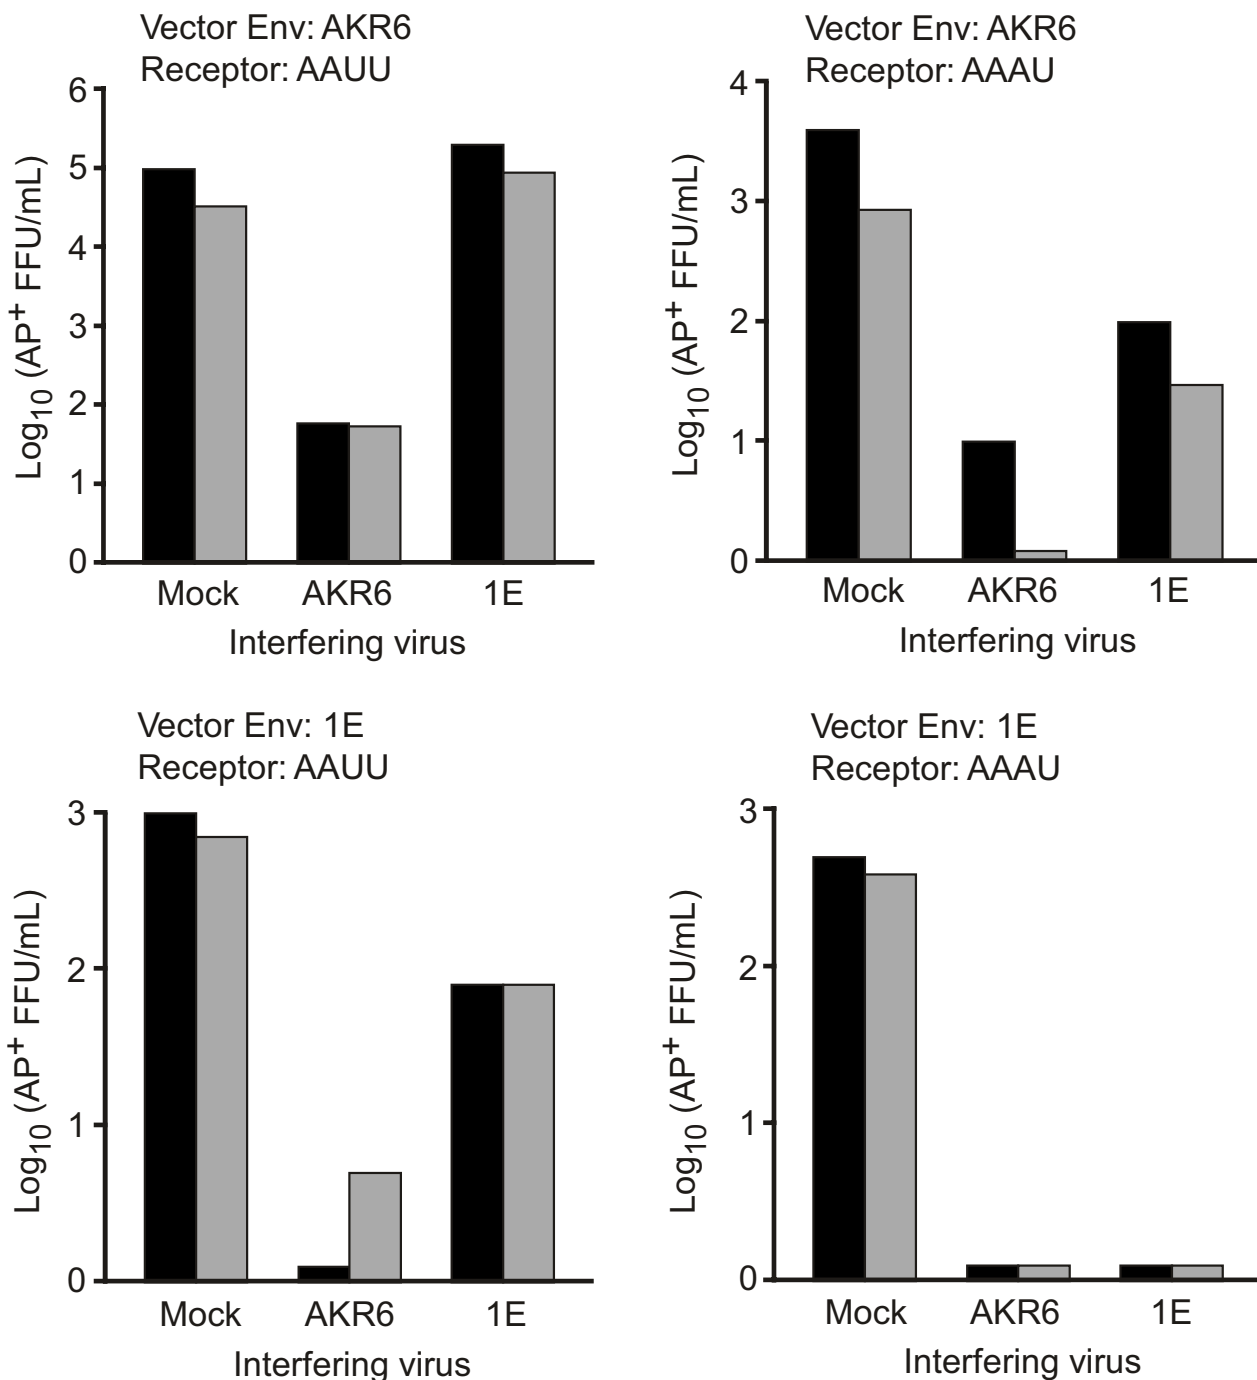 Vector Env: AKR6
Receptor: AAUU
6
5
4
3
2
1
0
Log10 (AP+ FFU/mL)
Mock AKR6 1E
Interfering virus
Vector Env: AKR6
Receptor: AAAU
4
3
2
1
0
Log10 (AP+ FFU/mL)
Mock AKR6 1E
Interfering virus
Vector Env: 1E
Receptor: AAUU
3
2
1
0
Log10 (AP+ FFU/mL)
Mock AKR6 1E
Interfering virus
Vector Env: 1E
Receptor: AAAU
3
2
1
0
Log10 (AP+ FFU/mL)
Mock AKR6 1E
Interfering virus